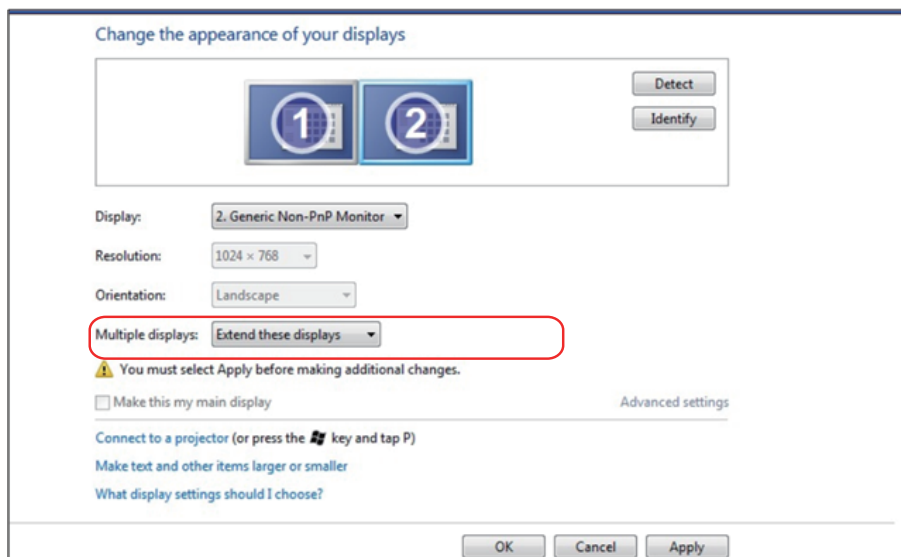 Change the appearance of your displays
1 2
Detect
Identify
Display: 2. Generic Non-PnP Monitor
Resolution: 1024 × 768
Orientation: Landscape
Multiple displays: Extend these displays
You must select Apply before making additional changes.
Make this my main display Advanced settings
Connect to a projector (or press the key and tap P)
Make text and other items larger or smaller
What display settings should I choose?
OK Cancel Apply